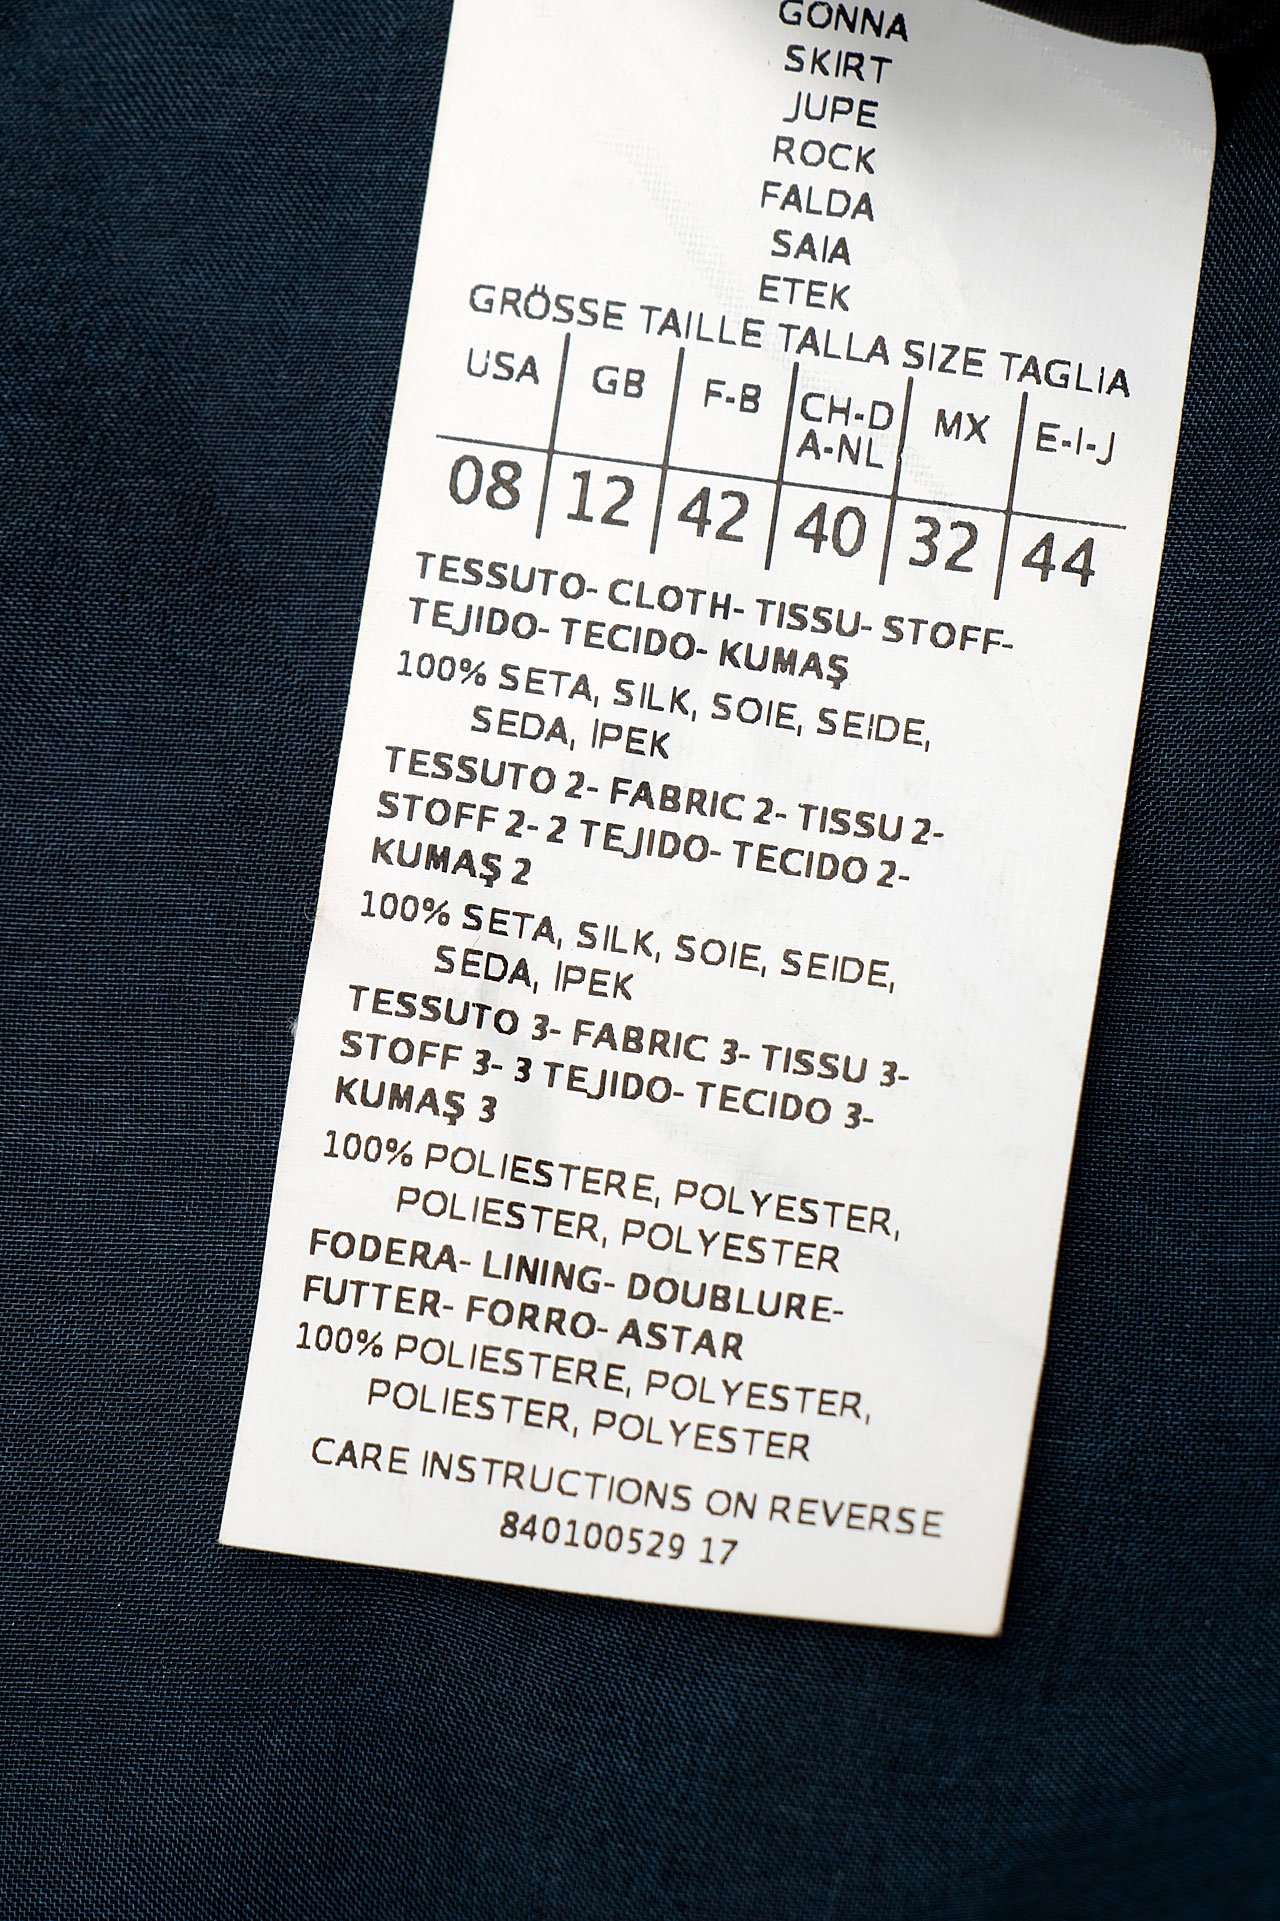 GONNA
SKIRT
JUPE
ROCK
FALDA
SAIA
ETEK
GRÖSSE TAILLE TALLA SIZE TAGLIA
USA GB F-B CH-D A-NL MX E-I-J
08 12 42 40 32 44
TESSUTO- CLOTH- TISSU- STOFF-
TEJIDO- TECIDO- KUMAŞ
100% SETA, SILK, SOIE, SEIDE,
SEDA, İPEK
TESSUTO 2- FABRIC 2- TISSU 2-
STOFF 2- 2 TEJIDO- TECIDO 2-
KUMAŞ 2
100% SETA, SILK, SOIE, SEIDE,
SEDA, İPEK
TESSUTO 3- FABRIC 3- TISSU 3-
STOFF 3- 3 TEJIDO- TECIDO 3-
KUMAŞ 3
100% POLIESTERE, POLYESTER,
POLIESTER, POLYESTER
FODERA- LINING- DOUBLURE-
FUTTER- FORRO- ASTAR
100% POLIESTERE, POLYESTER,
POLIESTER, POLYESTER
CARE INSTRUCTIONS ON REVERSE
840100529 17